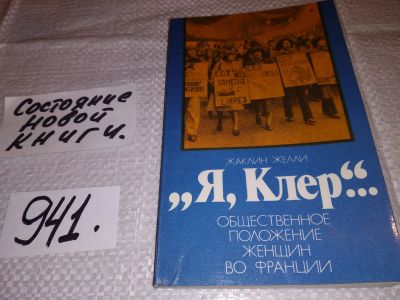 Состояние
новой
книги.
941.
ЖАКЛИН ЖЕЛЛИ
„Я, Клер“...
ОБЩЕСТВЕННОЕ
ПОЛОЖЕНИЕ
ЖЕНЩИН
ВО ФРАНЦИИ